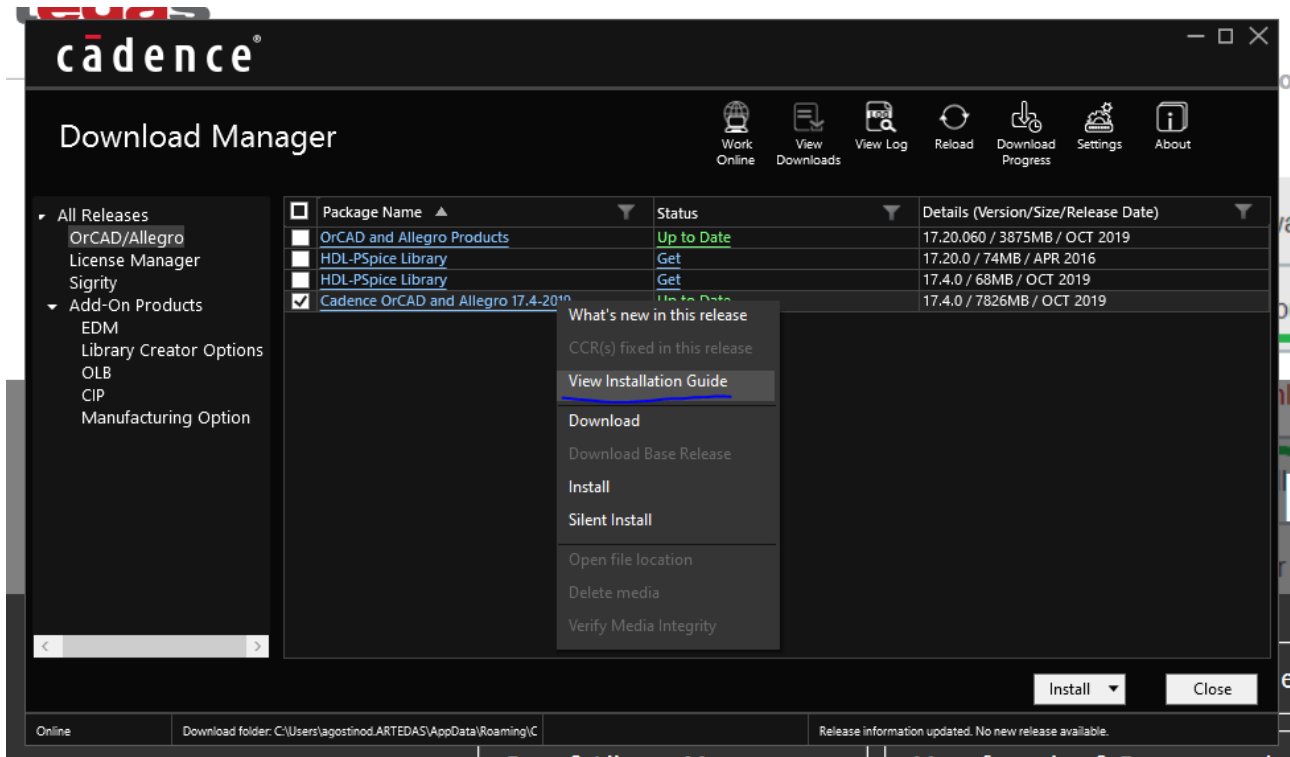 cādence®
Download Manager
Work Online
View Downloads
View Log
Reload
Download Progress
Settings
About
All Releases
OrCAD/Allegro
License Manager
Sigrity
Add-On Products
EDM
Library Creator Options
OLB
CIP
Manufacturing Option
Package Name Status Details (Version/Size/Release Date)
OrCAD and Allegro Products Up to Date 17.20.060 / 3875MB / OCT 2019
HDL-PSpice Library Get 17.20.0 / 74MB / APR 2016
HDL-PSpice Library Get 17.4.0 / 68MB / OCT 2019
Cadence OrCAD and Allegro 17.4-2019 Up to Date 17.4.0 / 7826MB / OCT 2019
What's new in this release
CCR(s) fixed in this release
View Installation Guide
Download
Download Base Release
Install
Silent Install
Open file location
Delete media
Verify Media Integrity
Install Close
Online Download folder: C:\Users\agostinod.ARTEDAS\AppData\Roaming\C Release information updated. No new release available.